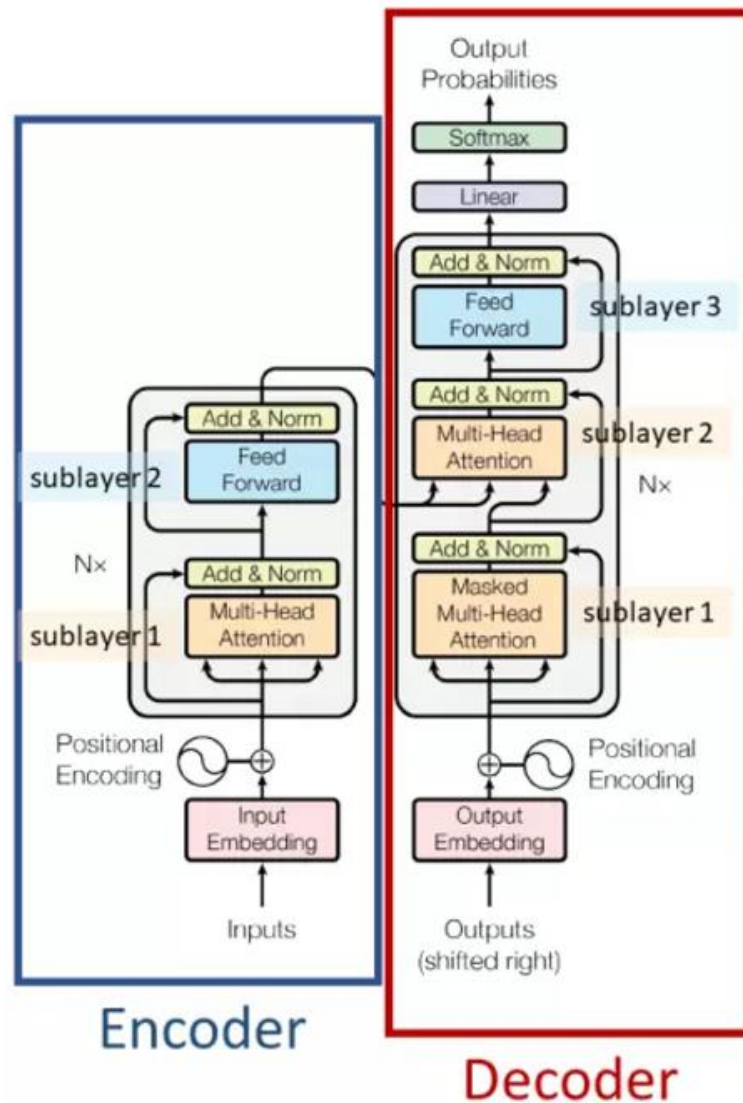 Output
Probabilities
Softmax
Linear
Add & Norm
Feed
Forward
sublayer 3
Add & Norm
Multi-Head
Attention
sublayer 2
N×
Add & Norm
Masked
Multi-Head
Attention
sublayer 1
Positional
Encoding
Output
Embedding
Outputs
(shifted right)
Add & Norm
Feed
Forward
sublayer 2
N×
Add & Norm
Multi-Head
Attention
sublayer 1
Positional
Encoding
Input
Embedding
Inputs
Encoder
Decoder